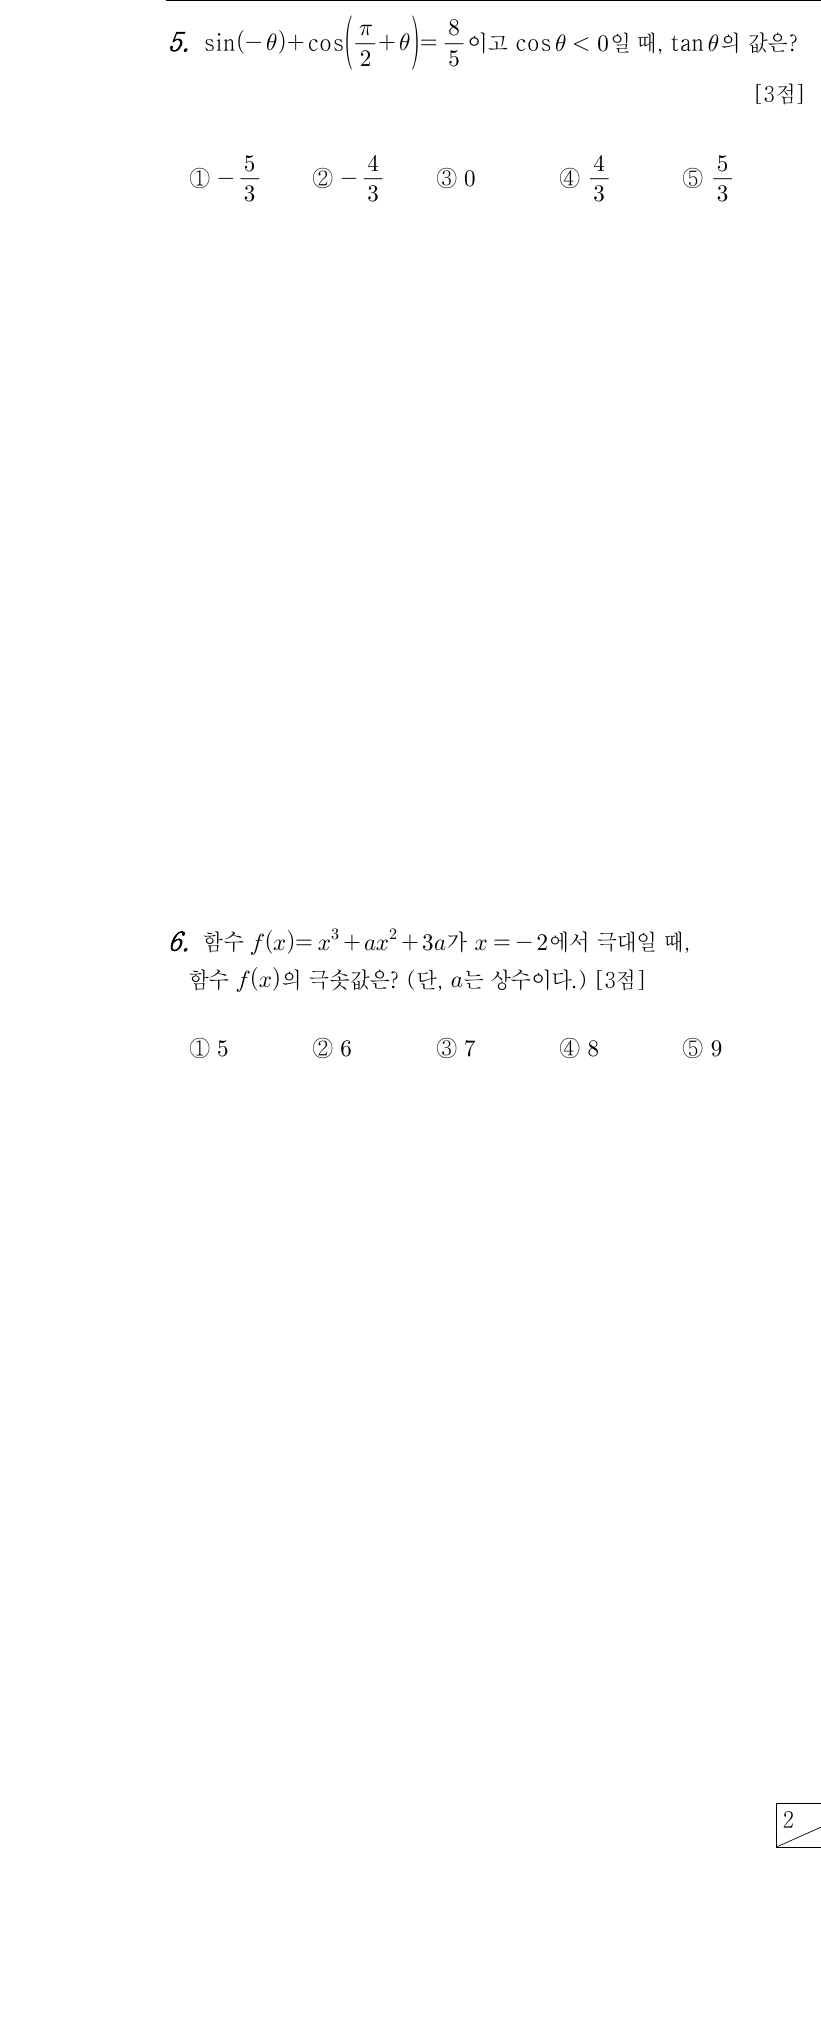 5. sin(−θ)+cos(π/2+θ)=8/5이고 cosθ<0일 때, tanθ의 값은?
[3점]
① −5/3 ② −4/3 ③ 0 ④ 4/3 ⑤ 5/3
6. 함수 f(x)=x³+ax²+3a가 x=−2에서 극대일 때,
함수 f(x)의 극솟값은? (단, a는 상수이다.) [3점]
① 5 ② 6 ③ 7 ④ 8 ⑤ 9
2